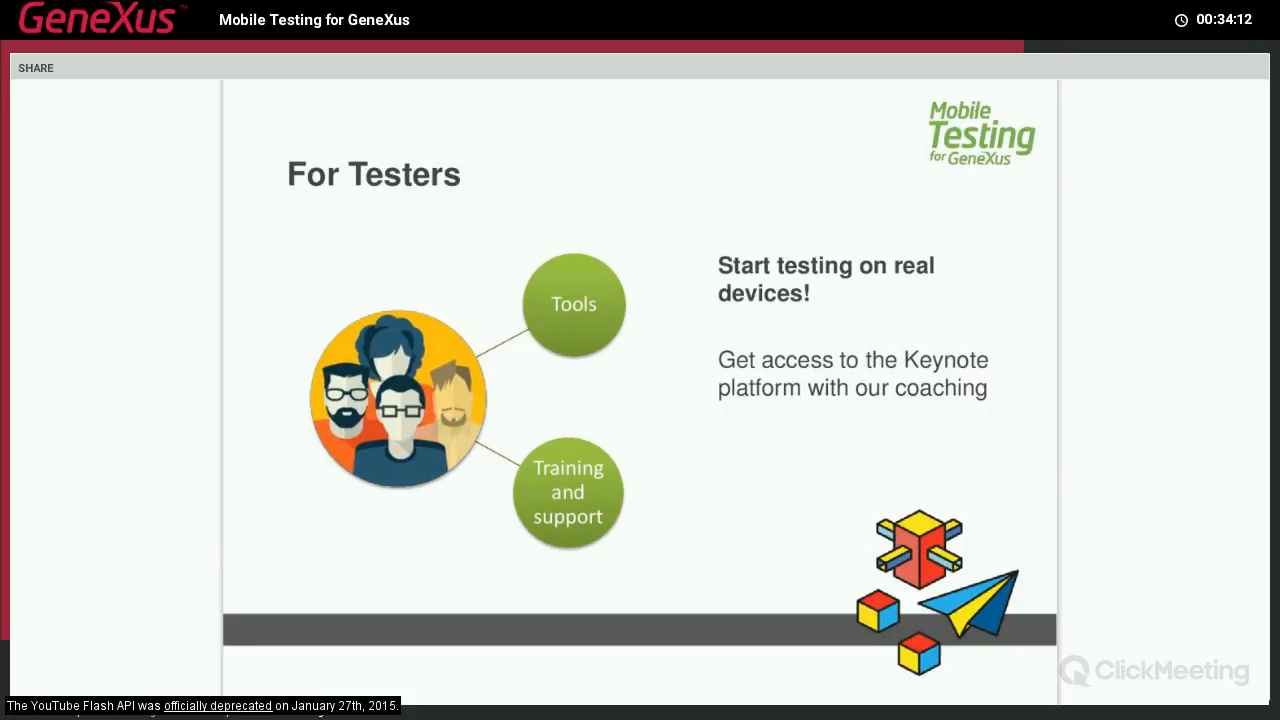 GeneXus™
Mobile Testing for GeneXus
00:34:12
SHARE
Mobile
Testing
for GeneXus
For Testers
Tools
Start testing on real
devices!
Get access to the Keynote
platform with our coaching
Training
and
support
ClickMeeting
The YouTube Flash API was officially deprecated on January 27th, 2015.